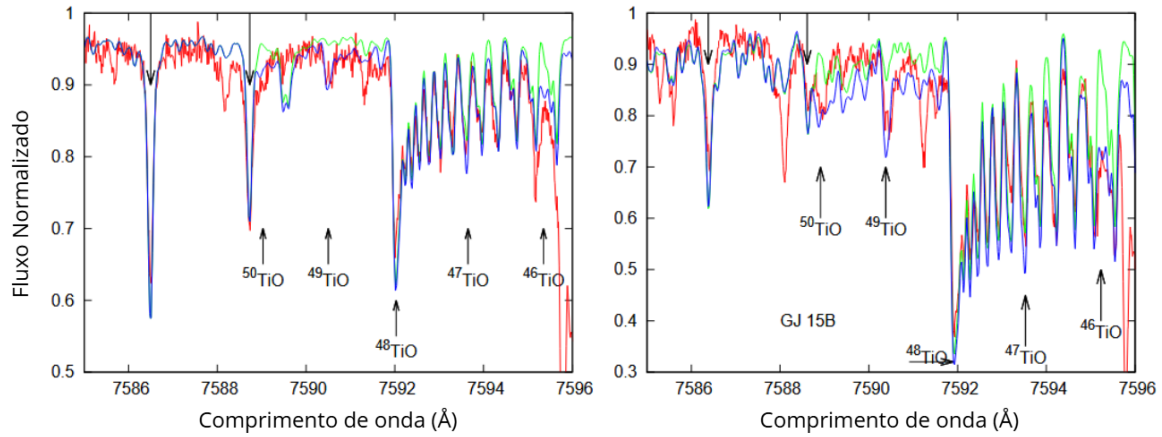 Fluxo Normalizado
1
0.9
0.8
0.7
0.6
0.5
50TiO
49TiO
47TiO
46TiO
48TiO
7586
7588
7590
7592
7594
7596
Comprimento de onda (Å)
1
0.9
0.8
0.7
0.6
0.5
0.4
0.3
50TiO
49TiO
GJ 15B
46TiO
48TiO
47TiO
7586
7588
7590
7592
7594
7596
Comprimento de onda (Å)